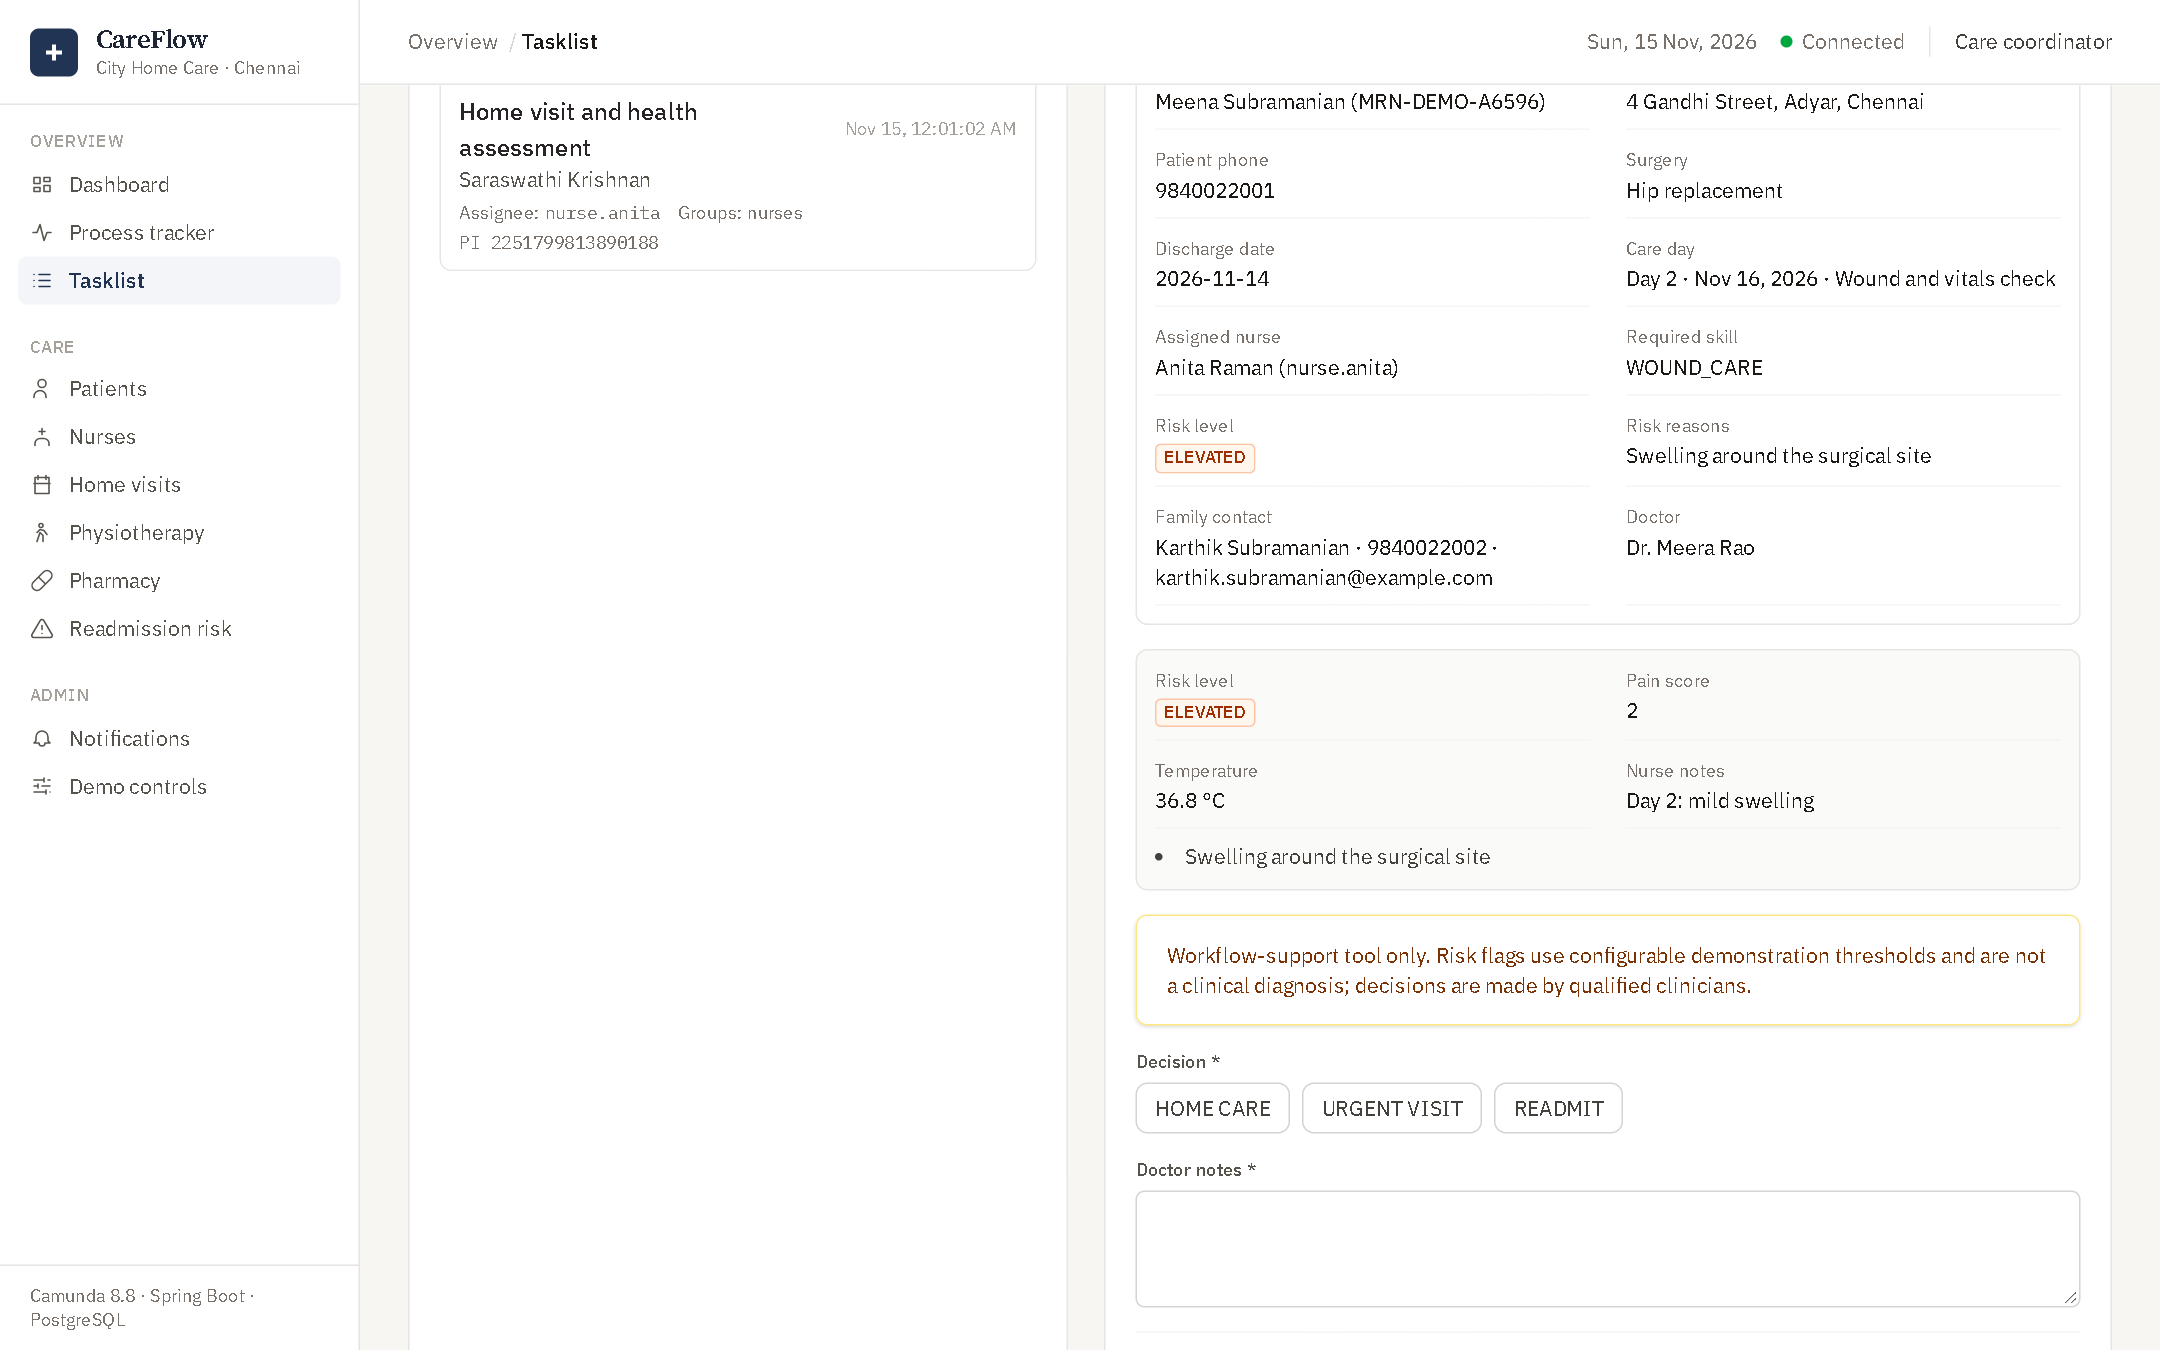 CareFlow
City Home Care · Chennai
OVERVIEW
Dashboard
Process tracker
Tasklist
CARE
Patients
Nurses
Home visits
Physiotherapy
Pharmacy
Readmission risk
ADMIN
Notifications
Demo controls
Camunda 8.8 · Spring Boot ·
PostgreSQL
Overview / Tasklist
Sun, 15 Nov, 2026
Connected
Care coordinator
Home visit and health
assessment
Nov 15, 12:01:02 AM
Saraswathi Krishnan
Assignee: nurse.anita Groups: nurses
PI 2251799813890188
Meena Subramanian (MRN-DEMO-A6596)
4 Gandhi Street, Adyar, Chennai
Patient phone
9840022001
Surgery
Hip replacement
Discharge date
2026-11-14
Care day
Day 2 · Nov 16, 2026 · Wound and vitals check
Assigned nurse
Anita Raman (nurse.anita)
Required skill
WOUND_CARE
Risk level
ELEVATED
Risk reasons
Swelling around the surgical site
Family contact
Karthik Subramanian · 9840022002 ·
karthik.subramanian@example.com
Doctor
Dr. Meera Rao
Risk level
ELEVATED
Pain score
2
Temperature
36.8 °C
Nurse notes
Day 2: mild swelling
• Swelling around the surgical site
Workflow-support tool only. Risk flags use configurable demonstration thresholds and are not
a clinical diagnosis; decisions are made by qualified clinicians.
Decision *
HOME CARE
URGENT VISIT
READMIT
Doctor notes *